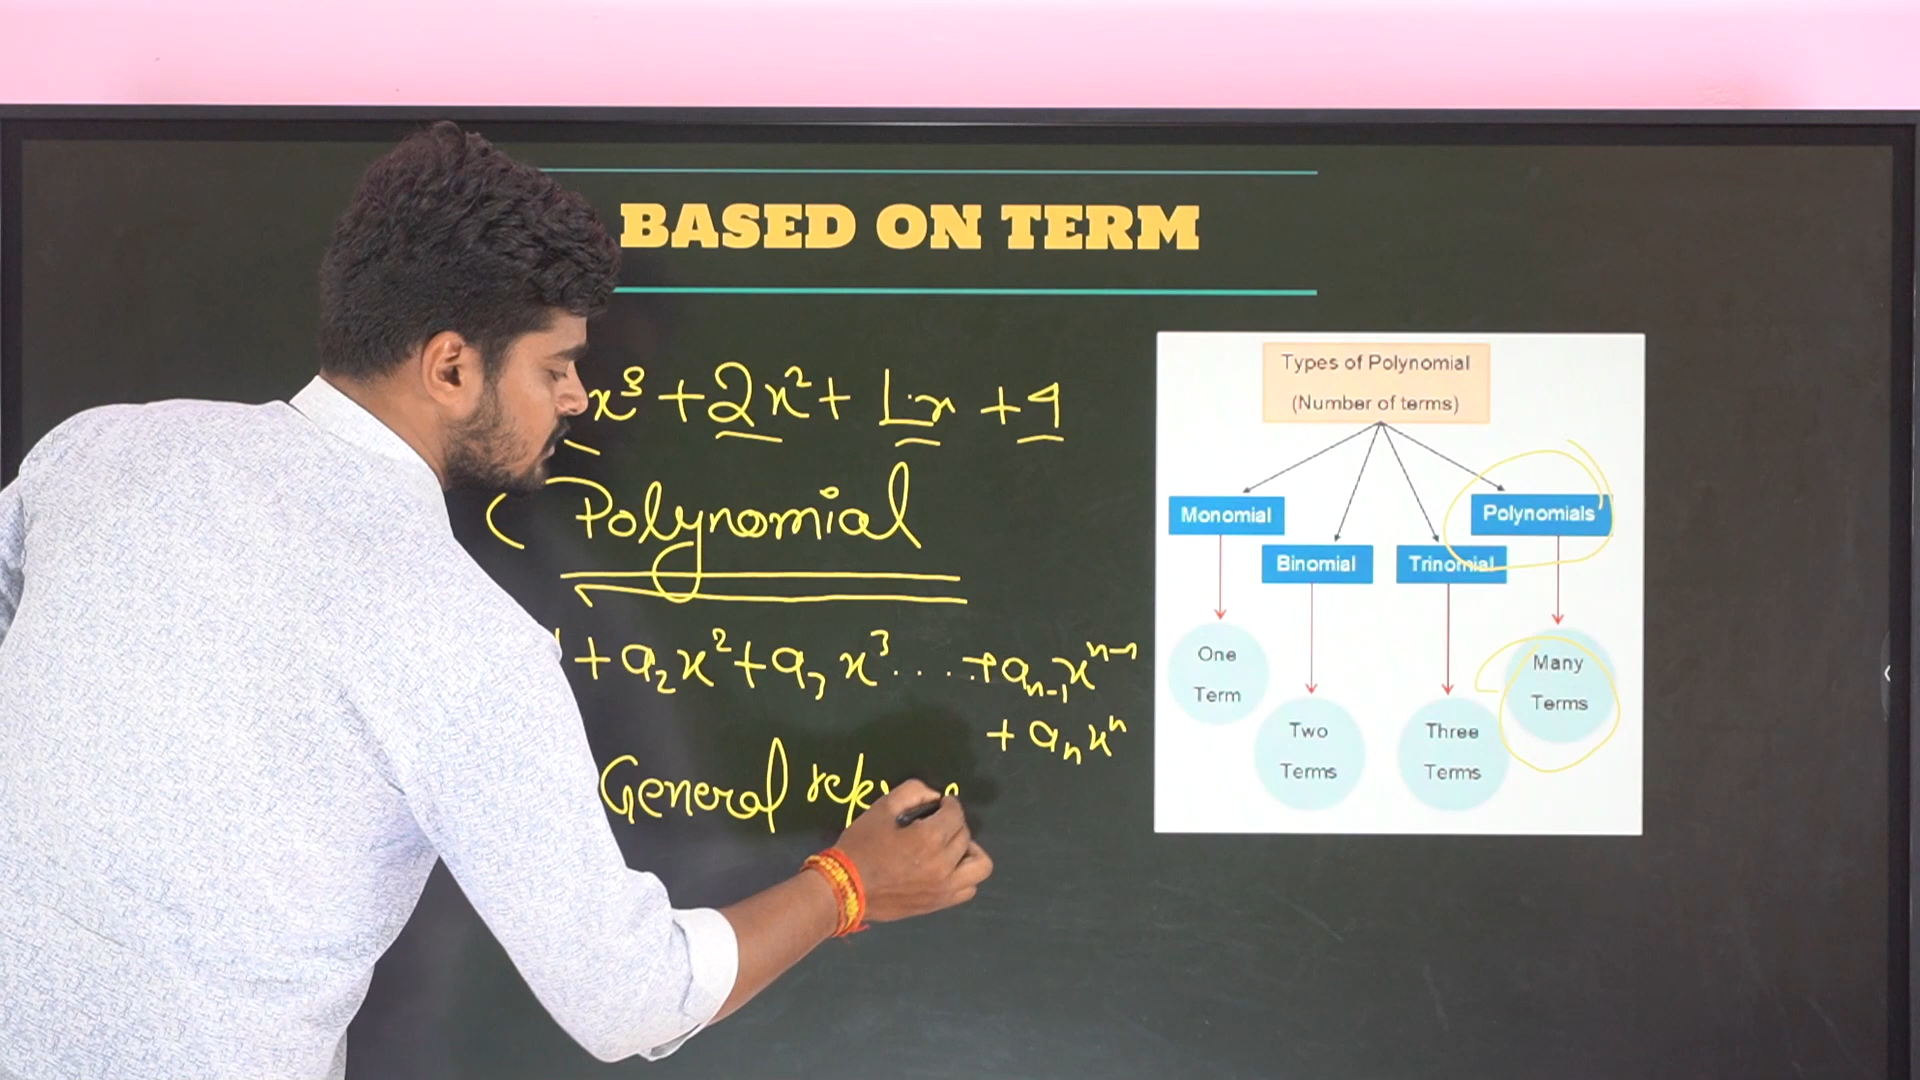 BASED ON TERM
x³ + 2x² + 1·x + 4
Polynomial
+ a₂x² + a₃x³ . . . . + aₙ₋₁xⁿ⁻¹
+ aₙxⁿ
General
Types of Polynomial
(Number of terms)
Monomial
Polynomials
Binomial
Trinomial
One
Term
Many
Terms
Two
Terms
Three
Terms